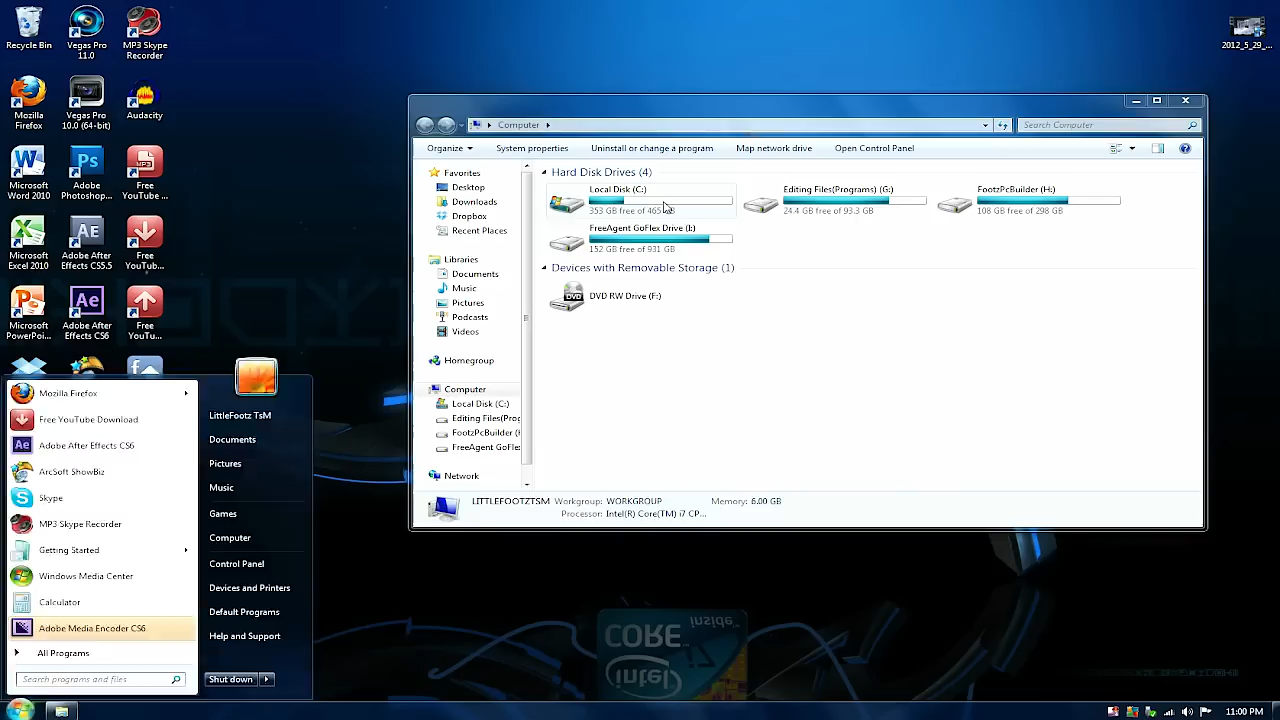 Recycle Bin
Vegas Pro
11.0
MP3 Skype
Recorder
2012_5_29_...
Mozilla
Firefox
Vegas Pro
10.0 (64-bit)
Audacity
Microsoft
Word 2010
Adobe
Photoshop...
Free
YouTu...
Microsoft
Excel 2010
Adobe After
Effects CS5.5
Free
YouTube...
Microsoft
PowerPoi...
Adobe After
Effects CS6
Free
YouTu...
Computer
Search Computer
Organize
System properties
Uninstall or change a program
Map network drive
Open Control Panel
Favorites
Desktop
Downloads
Dropbox
Recent Places
Libraries
Documents
Music
Pictures
Podcasts
Videos
Homegroup
Computer
Local Disk (C:)
Editing Files(Prog
FootzPcBuilder (H
FreeAgent GoFle
Network
Hard Disk Drives (4)
Local Disk (C:)
353 GB free of 465 GB
Editing Files(Programs) (G:)
24.4 GB free of 93.3 GB
FootzPcBuilder (H:)
108 GB free of 298 GB
FreeAgent GoFlex Drive (I:)
152 GB free of 931 GB
Devices with Removable Storage (1)
DVD
DVD RW Drive (F:)
LITTLEFOOTZTSM
Workgroup: WORKGROUP
Memory: 6.00 GB
Processor: Intel(R) Core(TM) i7 CP...
Mozilla Firefox
Free YouTube Download
Adobe After Effects CS6
ArcSoft ShowBiz
Skype
MP3 Skype Recorder
Getting Started
Windows Media Center
Calculator
Adobe Media Encoder CS6
All Programs
Search programs and files
LittleFootz TsM
Documents
Pictures
Music
Games
Computer
Control Panel
Devices and Printers
Default Programs
Help and Support
Shut down
inside
CORE i7
intel
11:00 PM